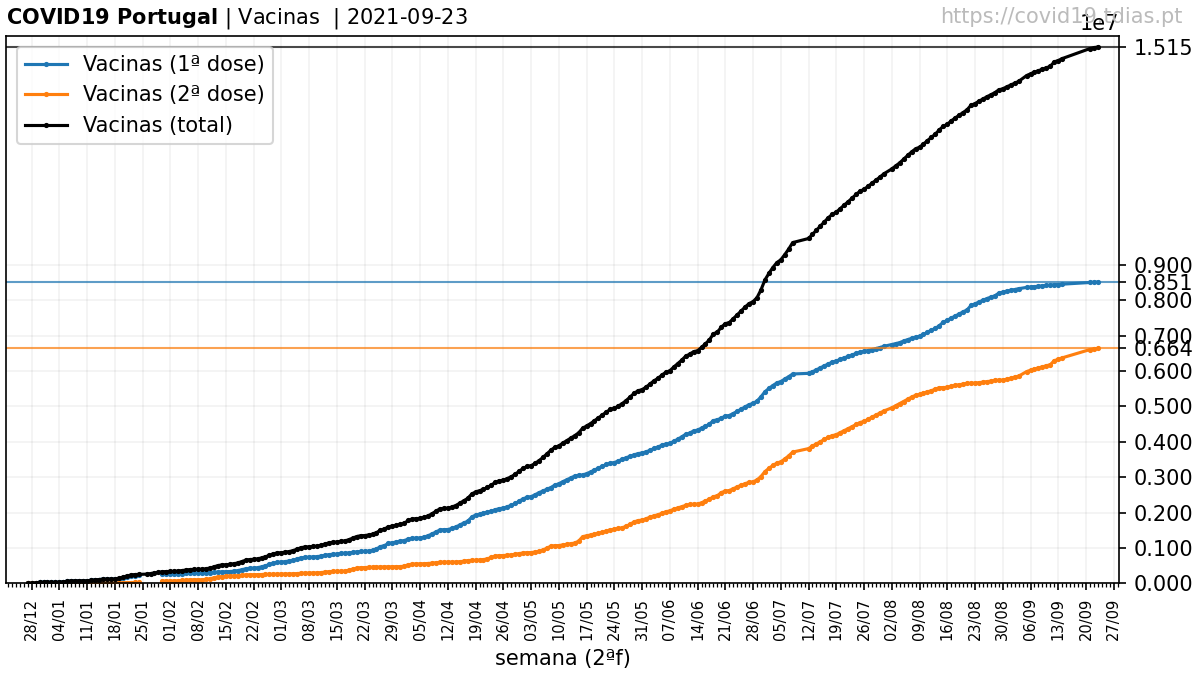 COVID19 Portugal | Vacinas | 2021-09-23
https://covid19.tdias.pt
1e7
Vacinas (1ª dose)
Vacinas (2ª dose)
Vacinas (total)
1.515
0.900
0.851
0.800
0.700
0.664
0.600
0.500
0.400
0.300
0.200
0.100
0.000
28/12 04/01 11/01 18/01 25/01 01/02 08/02 15/02 22/02 01/03 08/03 15/03 22/03 29/03 05/04 12/04 19/04 26/04 03/05 10/05 17/05 24/05 31/05 07/06 14/06 21/06 28/06 05/07 12/07 19/07 26/07 02/08 09/08 16/08 23/08 30/08 06/09 13/09 20/09 27/09
semana (2ªf)